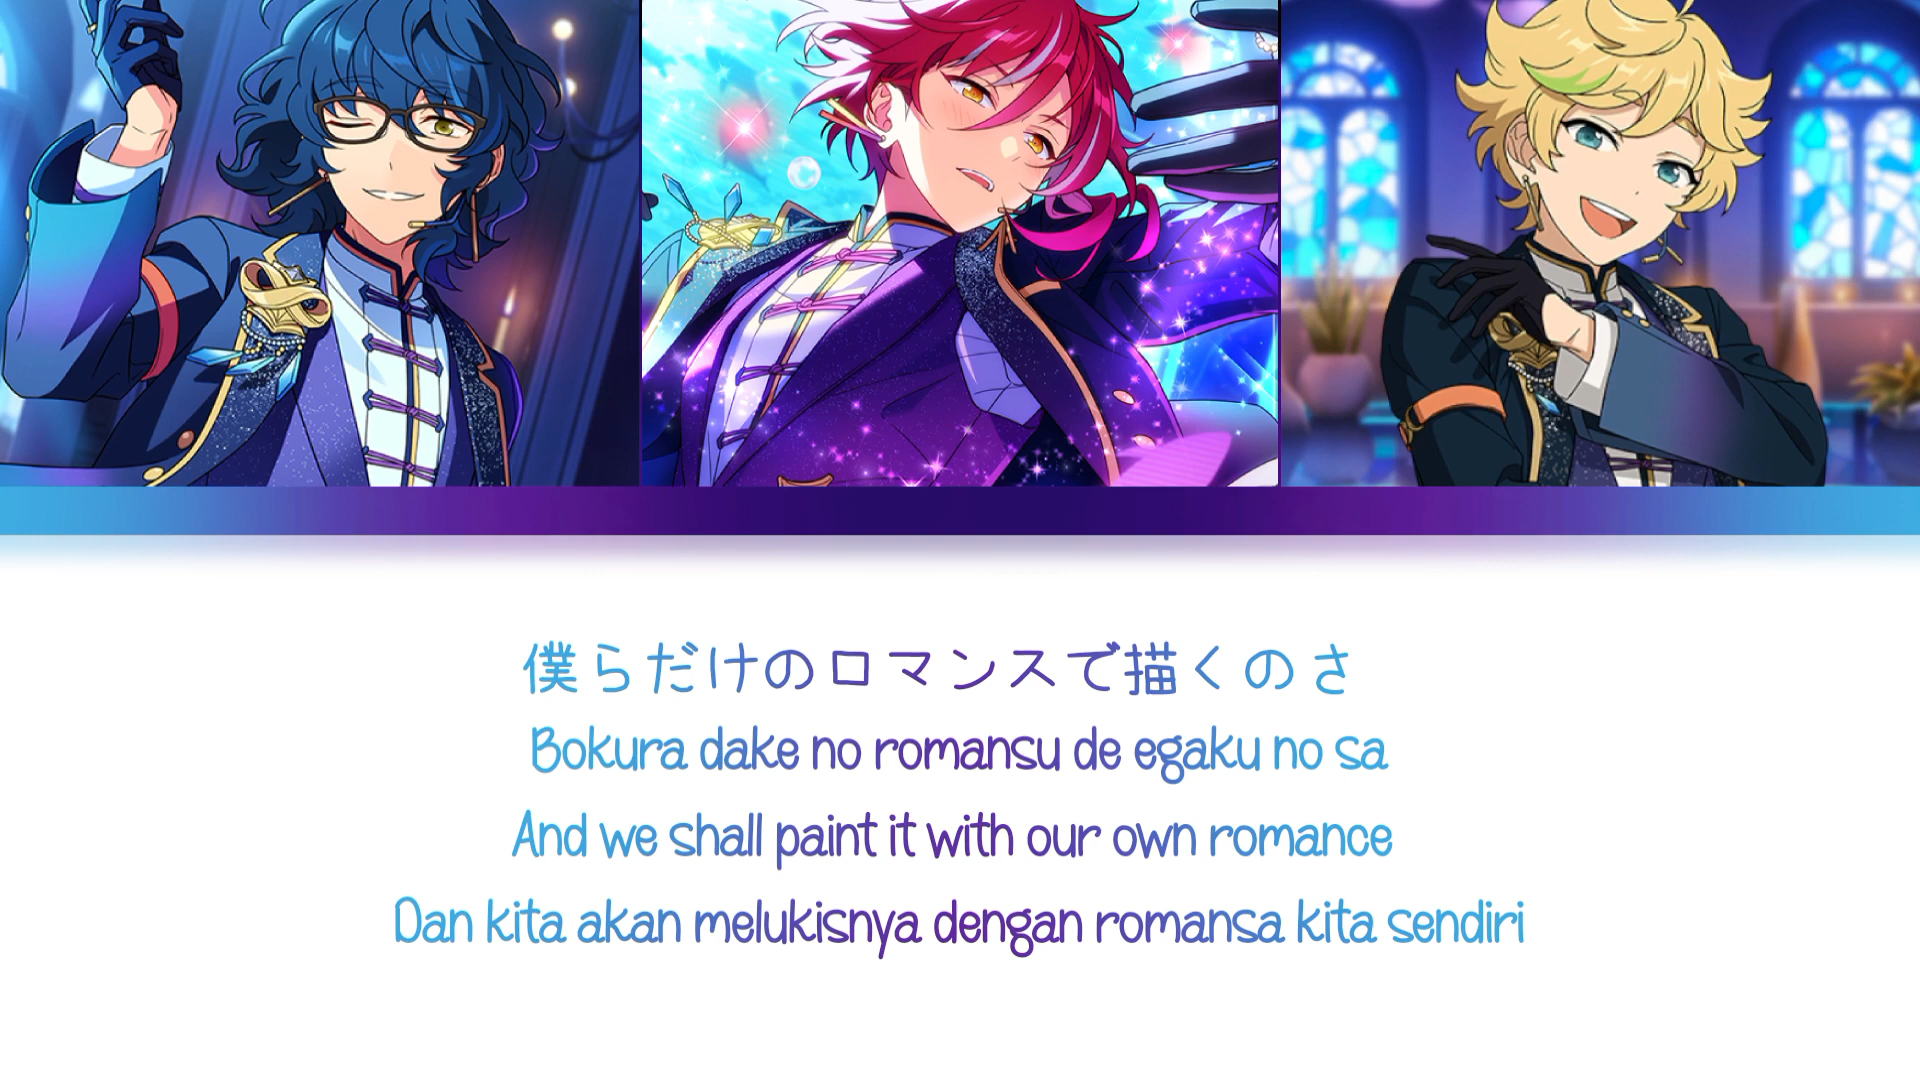 僕らだけのロマンスで描くのさ
Bokura dake no romansu de egaku no sa
And we shall paint it with our own romance
Dan kita akan melukisnya dengan romansa kita sendiri